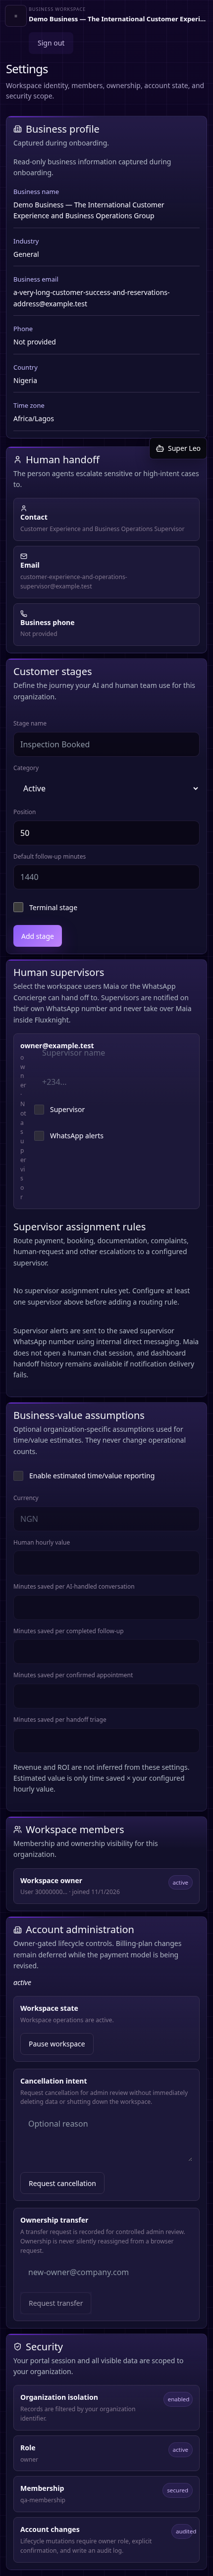 BUSINESS WORKSPACE
Demo Business — The International Customer Experi...
Sign out
Settings
Workspace identity, members, ownership, account state, and
security scope.
Business profile
Captured during onboarding.
Read-only business information captured during
onboarding.
Business name
Demo Business — The International Customer
Experience and Business Operations Group
Industry
General
Business email
a-very-long-customer-success-and-reservations-
address@example.test
Phone
Not provided
Country
Nigeria
Time zone
Africa/Lagos
Super Leo
Human handoff
The person agents escalate sensitive or high-intent cases
to.
Contact
Customer Experience and Business Operations Supervisor
Email
customer-experience-and-operations-
supervisor@example.test
Business phone
Not provided
Customer stages
Define the journey your AI and human team use for this
organization.
Stage name
Inspection Booked
Category
Active
Position
50
Default follow-up minutes
1440
Terminal stage
Add stage
Human supervisors
Select the workspace users Maia or the WhatsApp
Concierge can hand off to. Supervisors are notified on
their own WhatsApp number and never take over Maia
inside Fluxknight.
owner@example.test
o
w
n
er
·
N
ot
a
s
u
p
er
vi
s
o
r
Supervisor name
+234...
Supervisor
WhatsApp alerts
Supervisor assignment rules
Route payment, booking, documentation, complaints,
human-request and other escalations to a configured
supervisor.
No supervisor assignment rules yet. Configure at least
one supervisor above before adding a routing rule.
Supervisor alerts are sent to the saved supervisor
WhatsApp number using internal direct messaging. Maia
does not open a human chat session, and dashboard
handoff history remains available if notification delivery
fails.
Business-value assumptions
Optional organization-specific assumptions used for
time/value estimates. They never change operational
counts.
Enable estimated time/value reporting
Currency
NGN
Human hourly value
Minutes saved per AI-handled conversation
Minutes saved per completed follow-up
Minutes saved per confirmed appointment
Minutes saved per handoff triage
Revenue and ROI are not inferred from these settings.
Estimated value is only time saved × your configured
hourly value.
Workspace members
Membership and ownership visibility for this
organization.
Workspace owner
User 30000000... · joined 11/1/2026
active
Account administration
Owner-gated lifecycle controls. Billing-plan changes
remain deferred while the payment model is being
revised.
active
Workspace state
Workspace operations are active.
Pause workspace
Cancellation intent
Request cancellation for admin review without immediately
deleting data or shutting down the workspace.
Optional reason
Request cancellation
Ownership transfer
A transfer request is recorded for controlled admin review.
Ownership is never silently reassigned from a browser
request.
new-owner@company.com
Request transfer
Security
Your portal session and all visible data are scoped to
your organization.
Organization isolation
Records are filtered by your organization
identifier.
enabled
Role
owner
active
Membership
qa-membership
secured
Account changes
Lifecycle mutations require owner role, explicit
confirmation, and write an audit log.
audited